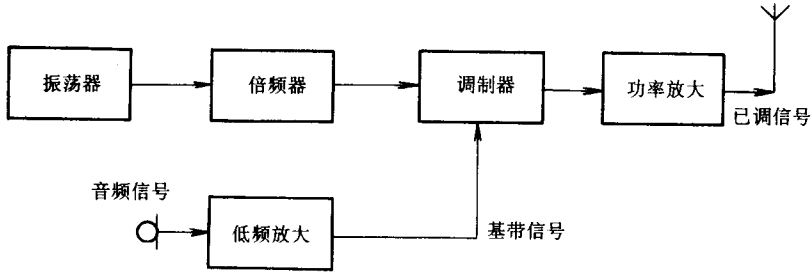 振荡器
倍频器
调制器
功率放大
已调信号
音频信号
低频放大
基带信号